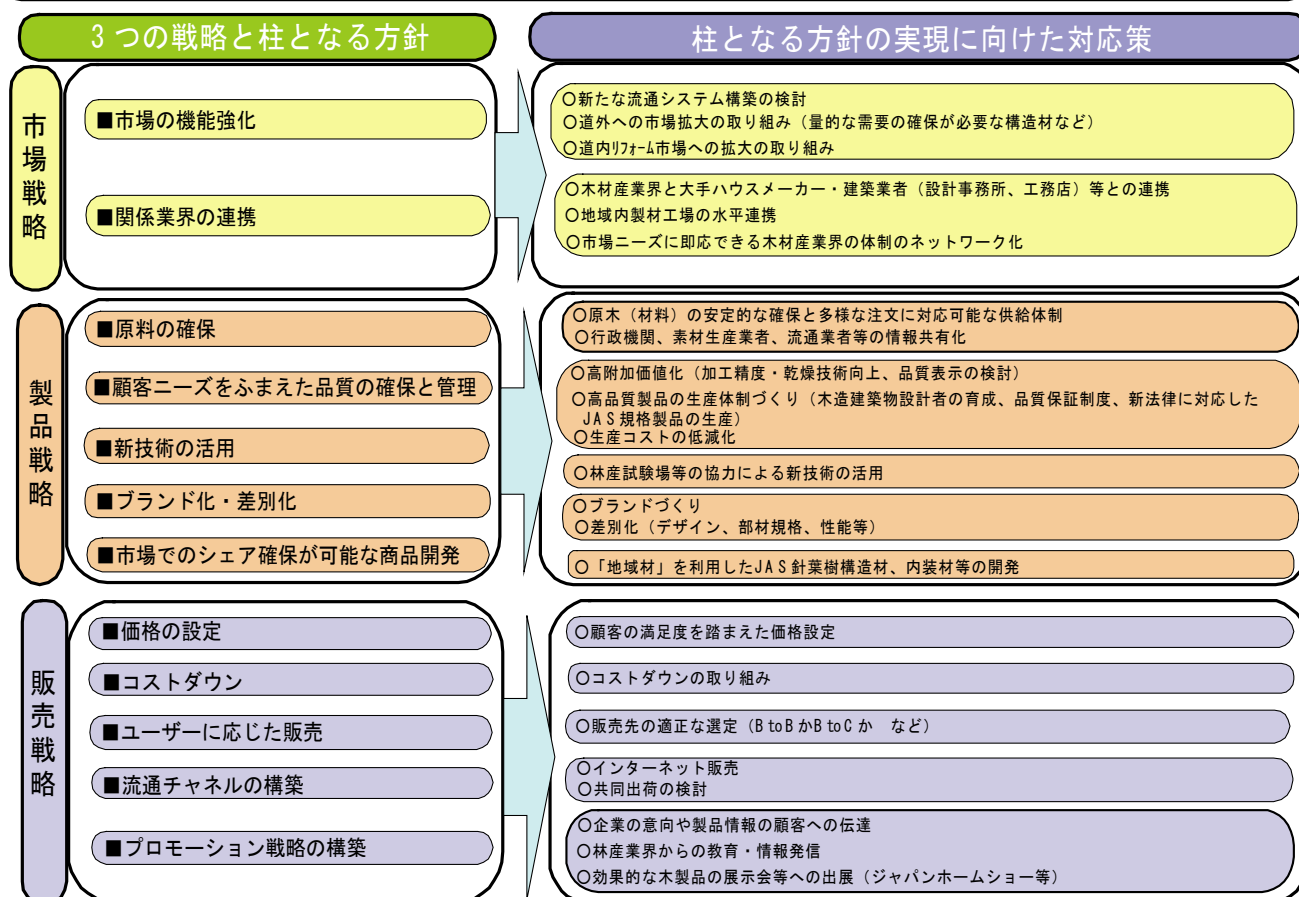 3つの戦略と柱となる方針
柱となる方針の実現に向けた対応策
市場戦略
■市場の機能強化
○新たな流通システム構築の検討
○道外への市場拡大の取り組み（量的な需要の確保が必要な構造材など）
○道内ﾘﾌｫｰﾑ市場への拡大の取り組み
■関係業界の連携
○木材産業界と大手ハウスメーカー・建築業者（設計事務所、工務店）等との連携
○地域内製材工場の水平連携
○市場ニーズに即応できる木材産業界の体制のネットワーク化
製品戦略
■原料の確保
○原木（材料）の安定的な確保と多様な注文に対応可能な供給体制
○行政機関、素材生産業者、流通業者等の情報共有化
■顧客ニーズをふまえた品質の確保と管理
○高附加価値化（加工精度・乾燥技術向上、品質表示の検討）
○高品質製品の生産体制づくり（木造建築物設計者の育成、品質保証制度、新法律に対応した
JAS規格製品の生産）
○生産コストの低減化
■新技術の活用
○林産試験場等の協力による新技術の活用
■ブランド化・差別化
○ブランドづくり
○差別化（デザイン、部材規格、性能等）
■市場でのシェア確保が可能な商品開発
○「地域材」を利用したJAS針葉樹構造材、内装材等の開発
販売戦略
■価格の設定
○顧客の満足度を踏まえた価格設定
■コストダウン
○コストダウンの取り組み
■ユーザーに応じた販売
○販売先の適正な選定（BtoBかBtoCか　など）
■流通チャネルの構築
○インターネット販売
○共同出荷の検討
■プロモーション戦略の構築
○企業の意向や製品情報の顧客への伝達
○林産業界からの教育・情報発信
○効果的な木製品の展示会等への出展（ジャパンホームショー等）